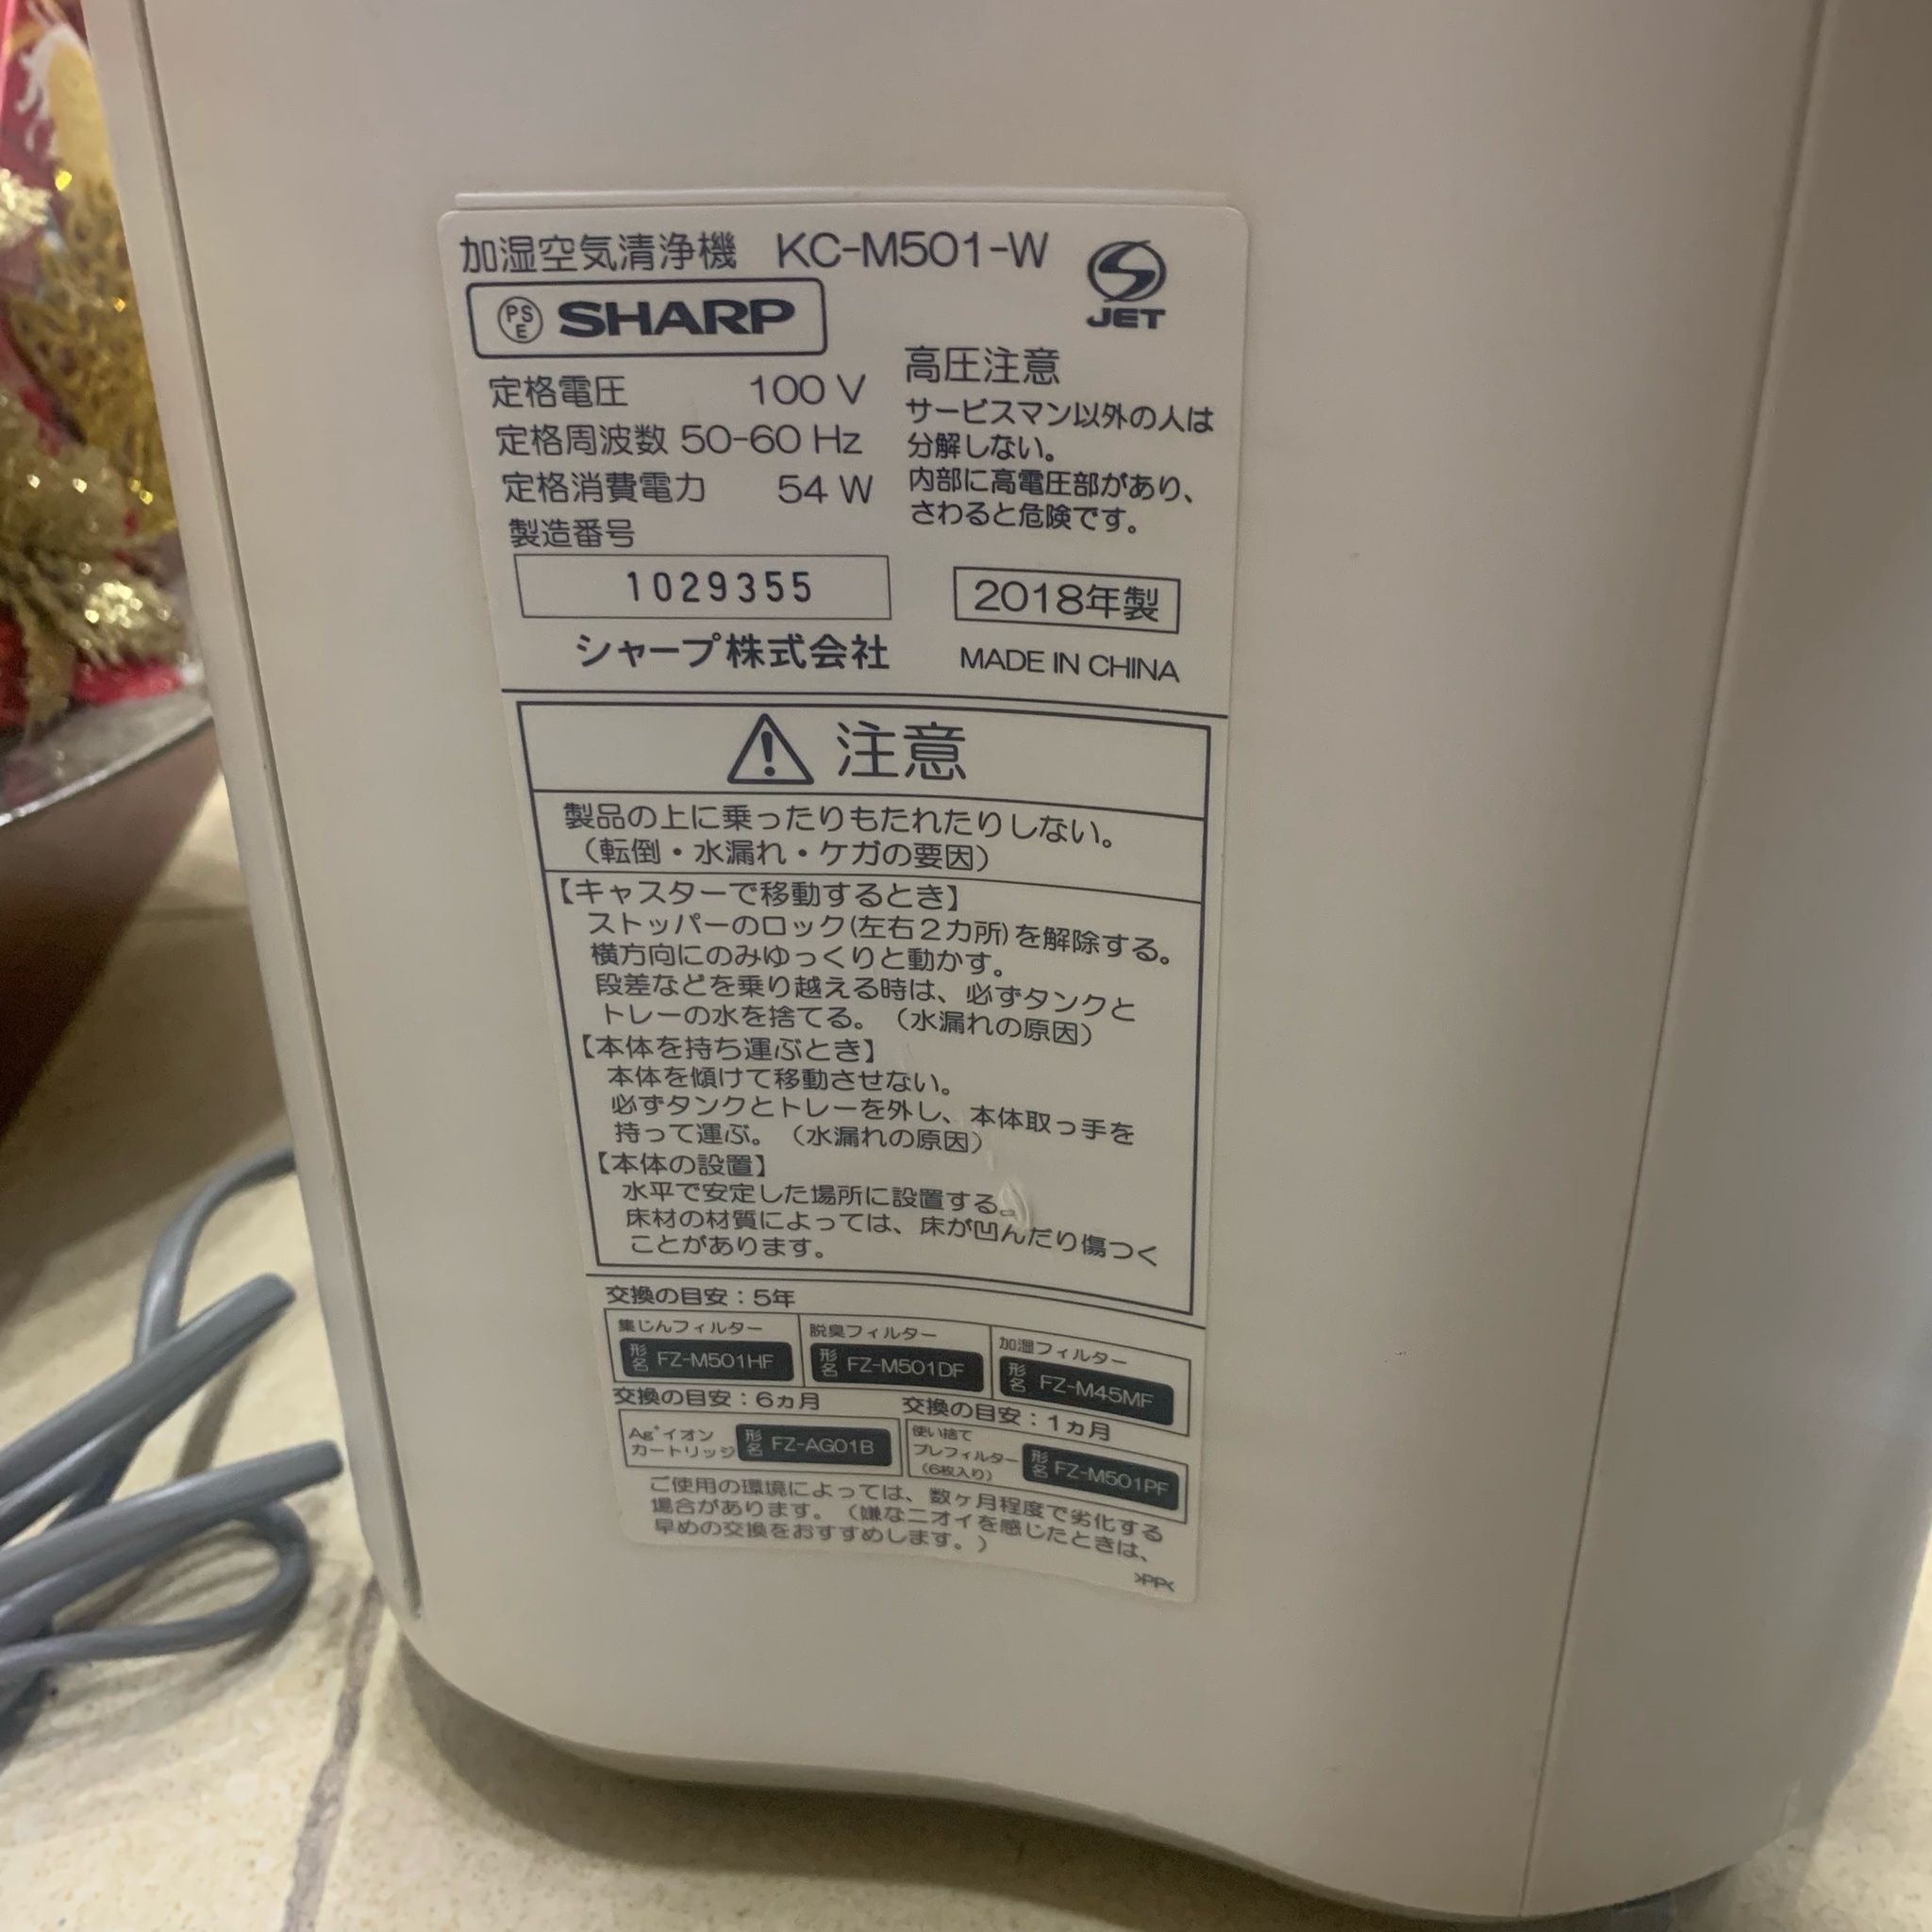 加湿空気清浄機 KC-M501-W
PSE SHARP
JET
定格電圧 100 V
定格周波数 50-60 Hz
定格消費電力 54 W
製造番号
1029355
シャープ株式会社
高圧注意
サービスマン以外の人は
分解しない。
内部に高電圧部があり、
さわると危険です。
2018年製
MADE IN CHINA
注意
製品の上に乗ったりもたれたりしない。
（転倒・水漏れ・ケガの要因）
【キャスターで移動するとき】
ストッパーのロック(左右2カ所)を解除する。
横方向にのみゆっくりと動かす。
段差などを乗り越える時は、必ずタンクと
トレーの水を捨てる。（水漏れの原因）
【本体を持ち運ぶとき】
本体を傾けて移動させない。
必ずタンクとトレーを外し、本体取っ手を
持って運ぶ。（水漏れの原因）
【本体の設置】
水平で安定した場所に設置する。
床材の材質によっては、床が凹んだり傷つく
ことがあります。
交換の目安：5年
集じんフィルター
形名 FZ-M501HF
脱臭フィルター
形名 FZ-M501DF
加湿フィルター
形名 FZ-M45MF
交換の目安：6ヵ月
Ag⁺イオン
カートリッジ
形名 FZ-AG01B
交換の目安：1ヵ月
使い捨て
プレフィルター
（6枚入り）
形名 FZ-M501PF
ご使用の環境によっては、数ヶ月程度で劣化する
場合があります。（嫌なニオイを感じたときは、
早めの交換をおすすめします。）
>PP<